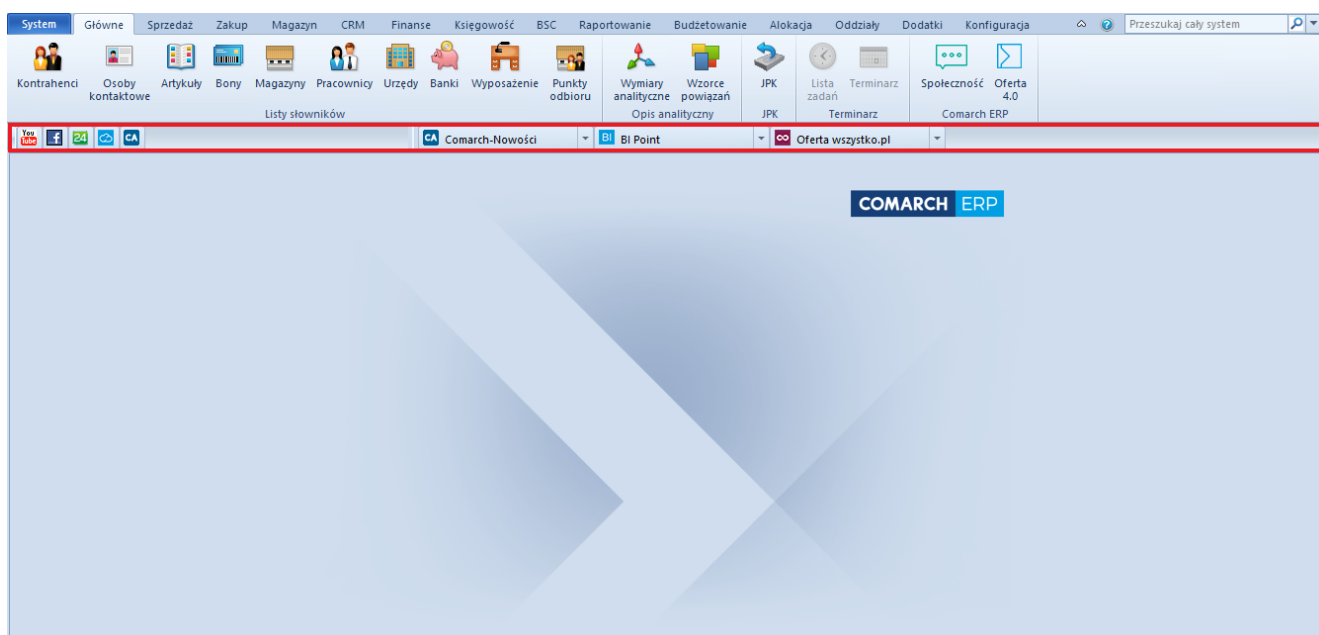 System Główne Sprzedaż Zakup Magazyn CRM Finanse Księgowość BSC Raportowanie Budżetowanie Alokacja Oddziały Dodatki Konfiguracja Przeszukaj cały system
Kontrahenci Osoby kontaktowe Artykuły Bony Magazyny Pracownicy Urzędy Banki Wyposażenie Punkty odbioru Wymiary analityczne Wzorce powiązań JPK Lista zadań Terminarz Społeczność Oferta 4.0
Listy słowników Opis analityczny JPK Terminarz Comarch ERP
You Tube f 24 CA CA Comarch-Nowości BI BI Point Oferta wszystko.pl
COMARCH ERP